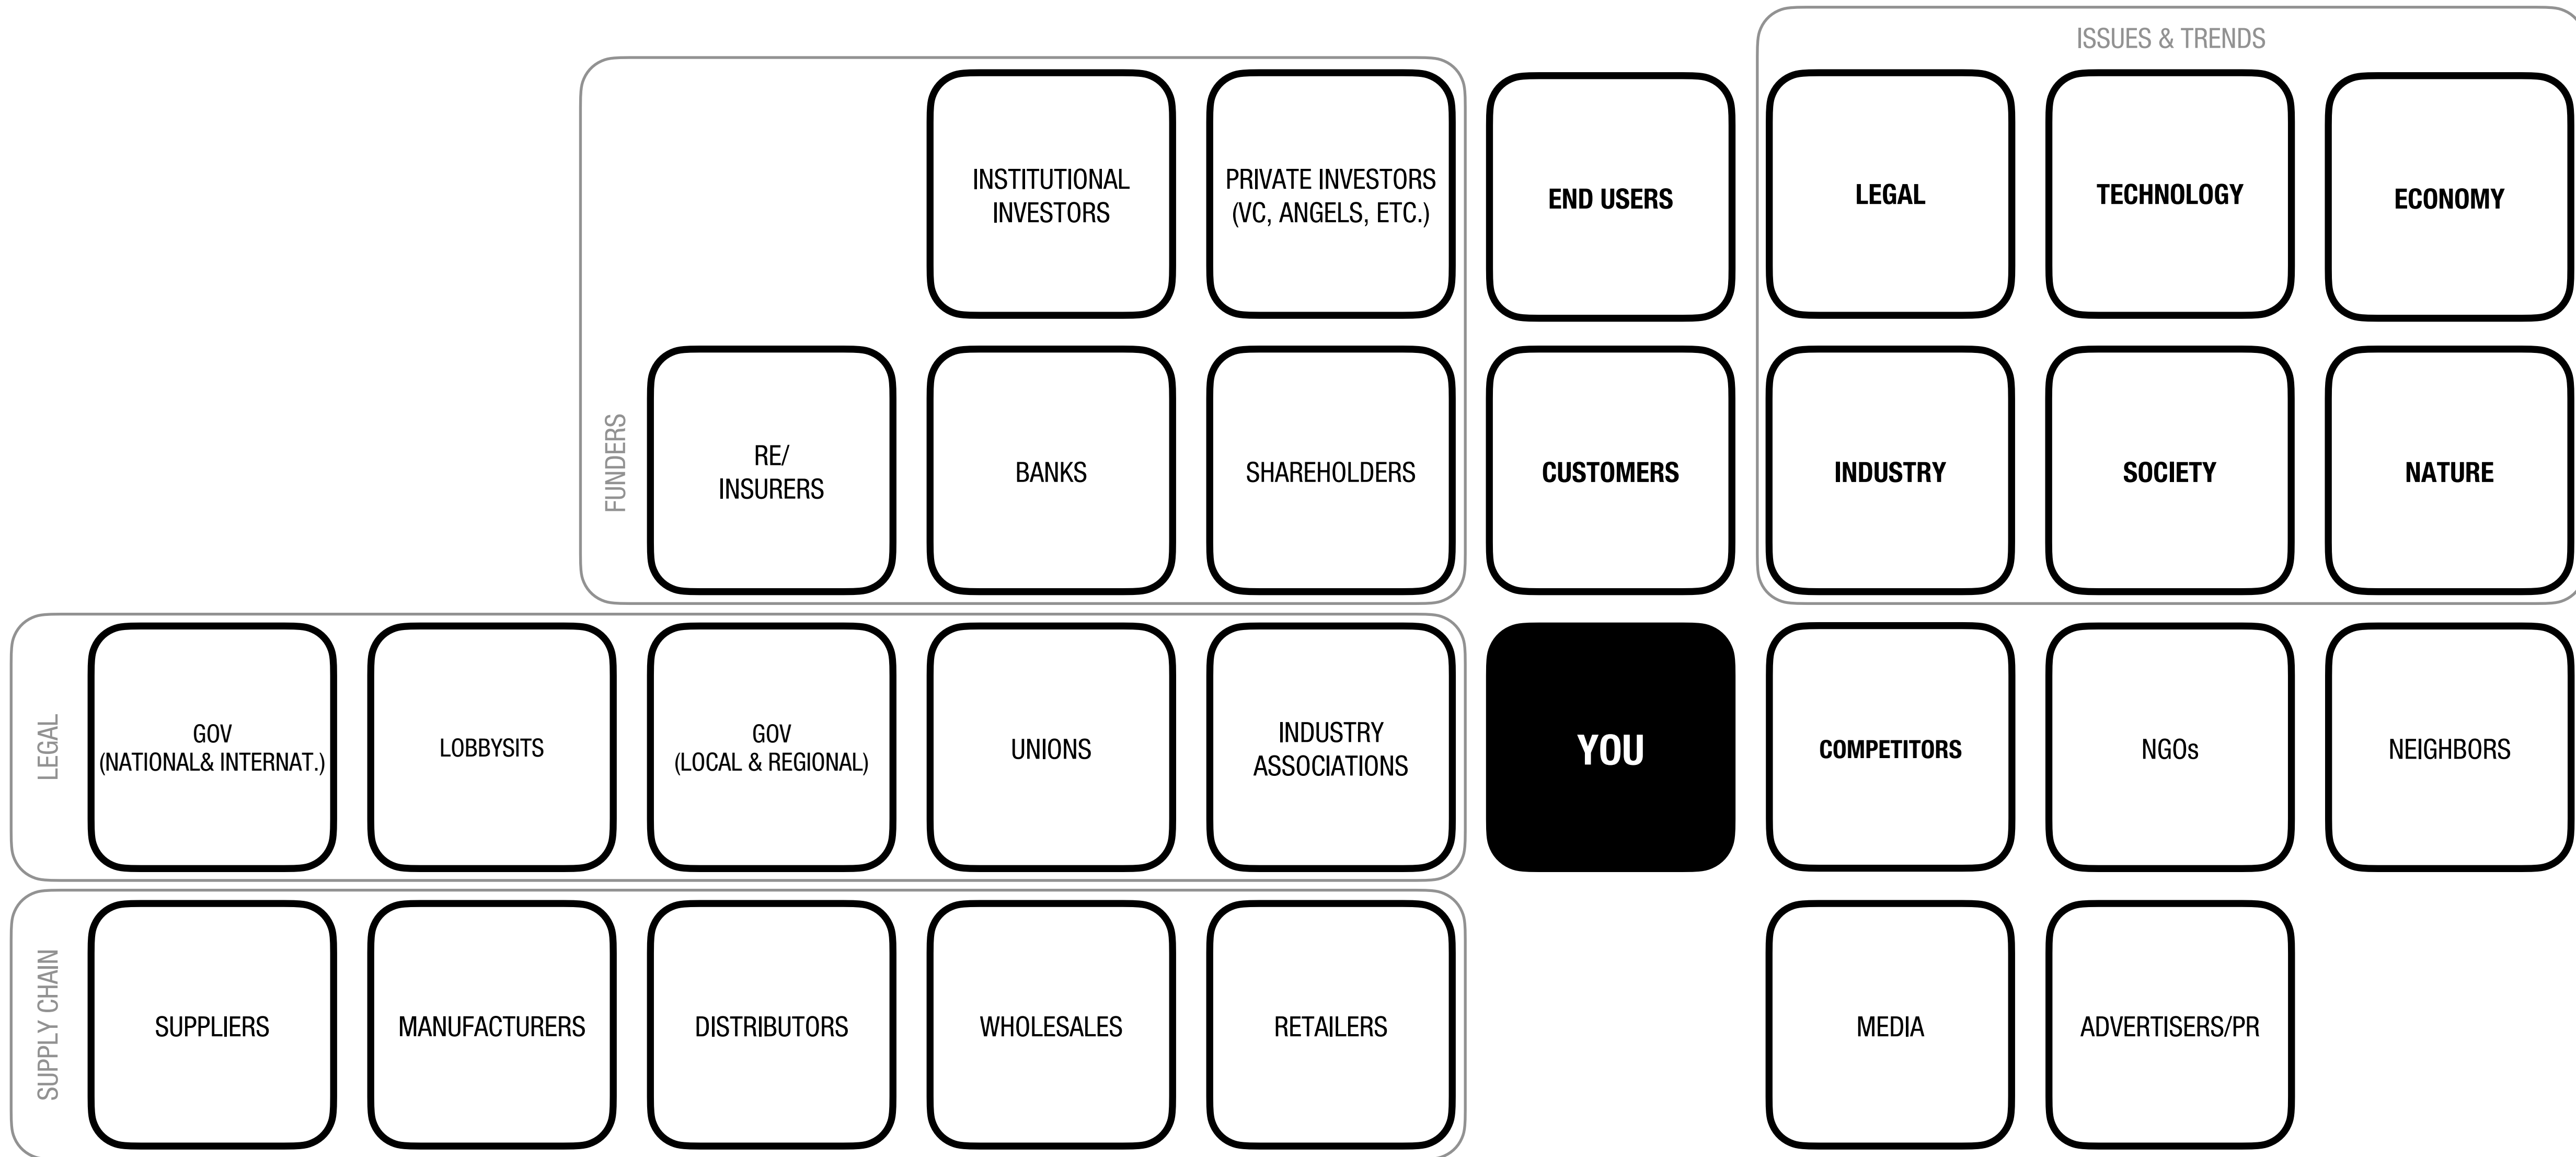 ISSUES & TRENDS
FUNDERS
INSTITUTIONAL
INVESTORS
PRIVATE INVESTORS
(VC, ANGELS, ETC.)
END USERS
LEGAL
TECHNOLOGY
ECONOMY
RE/
INSURERS
BANKS
SHAREHOLDERS
CUSTOMERS
INDUSTRY
SOCIETY
NATURE
LEGAL
GOV
(NATIONAL& INTERNAT.)
LOBBYSITS
GOV
(LOCAL & REGIONAL)
UNIONS
INDUSTRY
ASSOCIATIONS
YOU
COMPETITORS
NGOs
NEIGHBORS
SUPPLY CHAIN
SUPPLIERS
MANUFACTURERS
DISTRIBUTORS
WHOLESALES
RETAILERS
MEDIA
ADVERTISERS/PR